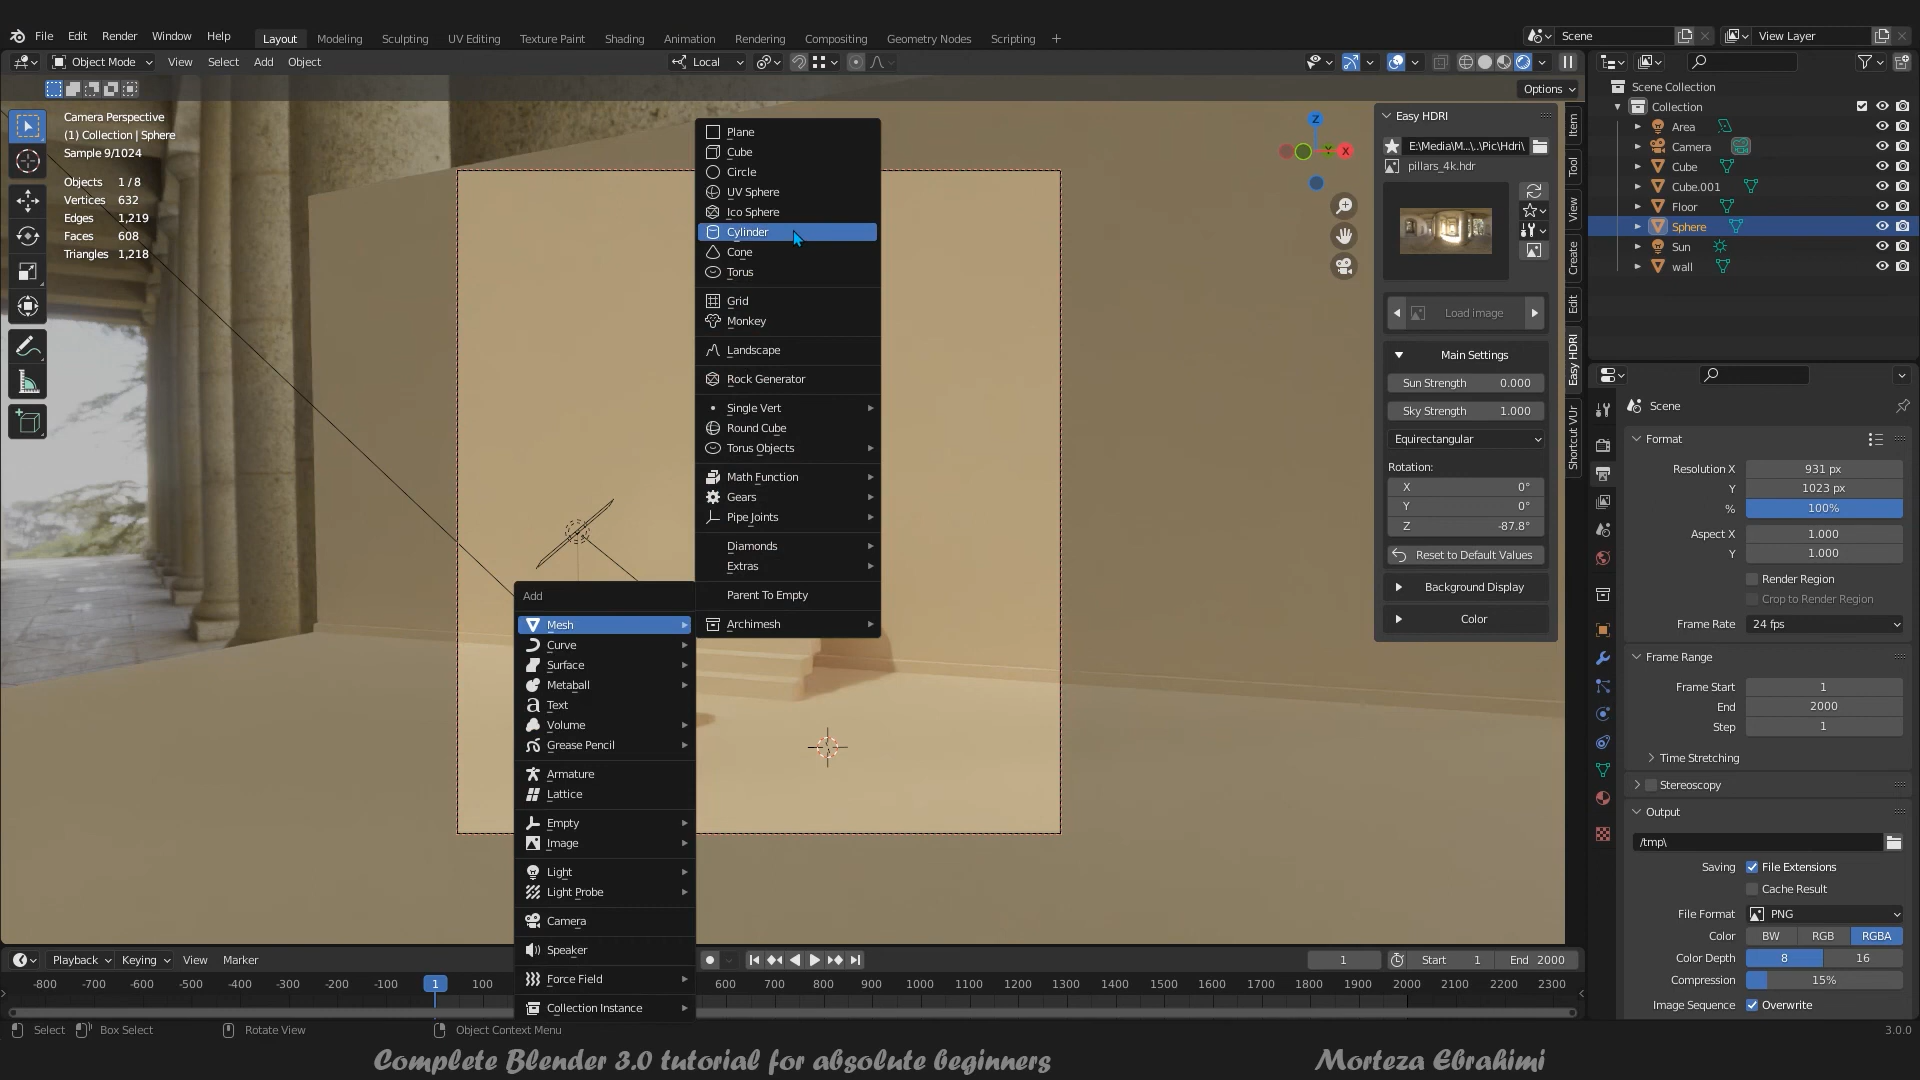 File Edit Render Window Help
Layout Modeling Sculpting UV Editing Texture Paint Shading Animation Rendering Compositing Geometry Nodes Scripting +
Scene
View Layer
Object Mode View Select Add Object
Local
Options
Camera Perspective
(1) Collection | Sphere
Sample 9/1024
Objects 1 / 8
Vertices 632
Edges 1,219
Faces 608
Triangles 1,218
Plane
Cube
Circle
UV Sphere
Ico Sphere
Cylinder
Cone
Torus
Grid
Monkey
Landscape
Rock Generator
Single Vert
Round Cube
Torus Objects
Math Function
Gears
Pipe Joints
Diamonds
Extras
Parent To Empty
Archimesh
Add
Mesh
Curve
Surface
Metaball
Text
Volume
Grease Pencil
Armature
Lattice
Empty
Image
Light
Light Probe
Camera
Speaker
Force Field
Collection Instance
Z
Y
X
Easy HDRI
E:\Media\M...\..\Pic\Hdri\
pillars_4k.hdr
Load image
Main Settings
Sun Strength 0.000
Sky Strength 1.000
Equirectangular
Rotation:
X 0°
Y 0°
Z -87.8°
Reset to Default Values
Background Display
Color
Item
Tool
View
Create
Edit
Easy HDRI
Shortcut VUr
Scene Collection
Collection
Area
Camera
Cube
Cube.001
Floor
Sphere
Sun
wall
Scene
Format
Resolution X 931 px
Y 1023 px
% 100%
Aspect X 1.000
Y 1.000
Render Region
Crop to Render Region
Frame Rate 24 fps
Frame Range
Frame Start 1
End 2000
Step 1
Time Stretching
Stereoscopy
Output
/tmp\
Saving File Extensions
Cache Result
File Format PNG
Color BW RGB RGBA
Color Depth 8 16
Compression 15%
Image Sequence Overwrite
Playback Keying View Marker
1 Start 1 End 2000
-800 -700 -600 -500 -400 -300 -200 -100 1 100 600 700 800 900 1000 1100 1200 1300 1400 1500 1600 1700 1800 1900 2000 2100 2200 2300
Select Box Select Rotate View Object Context Menu
3.0.0
Complete Blender 3.0 tutorial for absolute beginners
Morteza Ebrahimi